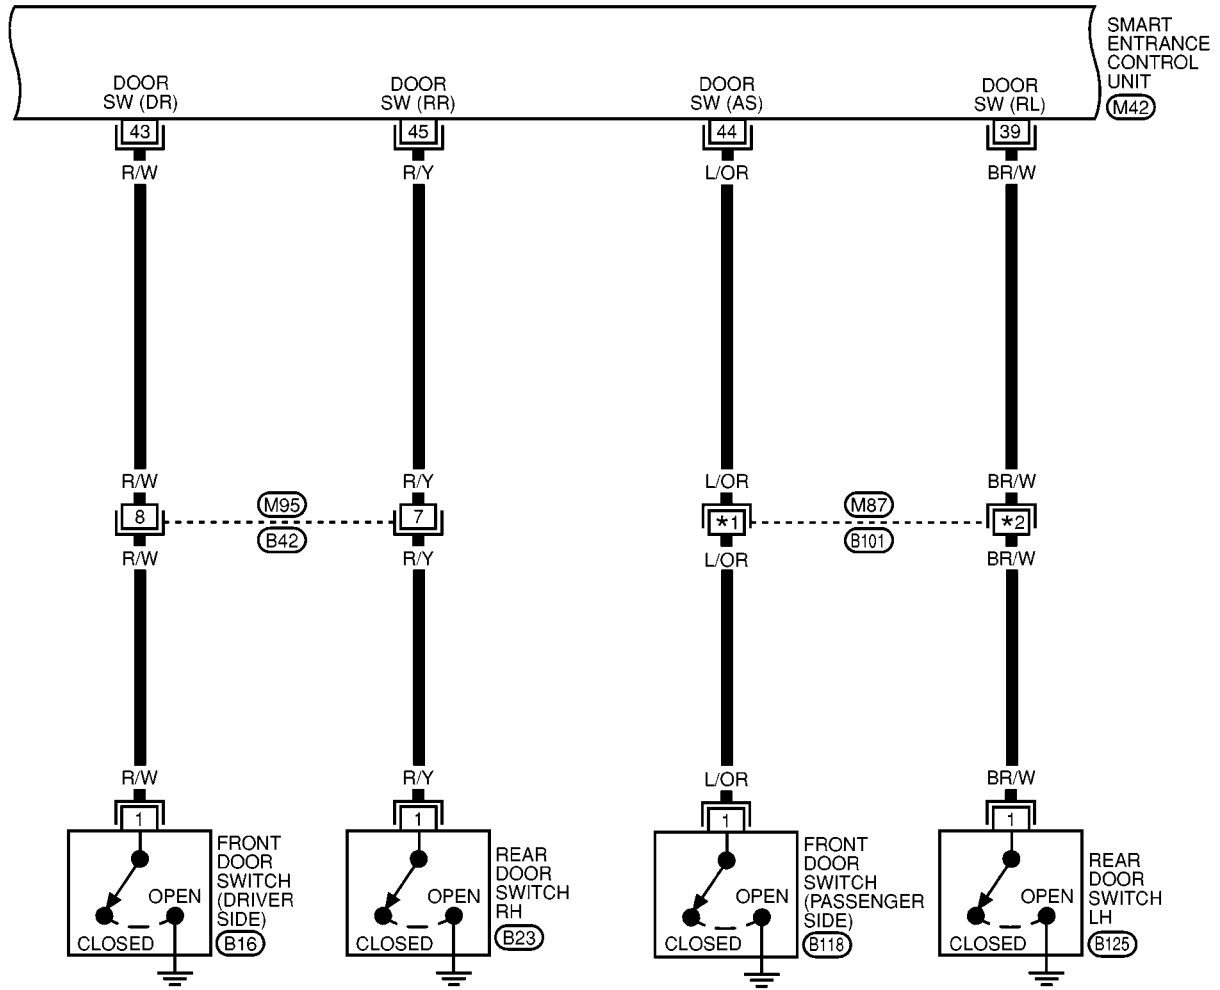 SMART
ENTRANCE
CONTROL
UNIT
M42
DOOR
SW (DR)
DOOR
SW (RR)
DOOR
SW (AS)
DOOR
SW (RL)
43
45
44
39
R/W
R/Y
L/OR
BR/W
R/W
R/Y
L/OR
BR/W
8
M95
B42
7
*1
M87
B101
*2
R/W
R/Y
L/OR
BR/W
R/W
R/Y
L/OR
BR/W
1
1
1
1
OPEN
CLOSED
FRONT
DOOR
SWITCH
(DRIVER
SIDE)
B16
OPEN
CLOSED
REAR
DOOR
SWITCH
RH
B23
OPEN
CLOSED
FRONT
DOOR
SWITCH
(PASSENGER
SIDE)
B118
OPEN
CLOSED
REAR
DOOR
SWITCH
LH
B125